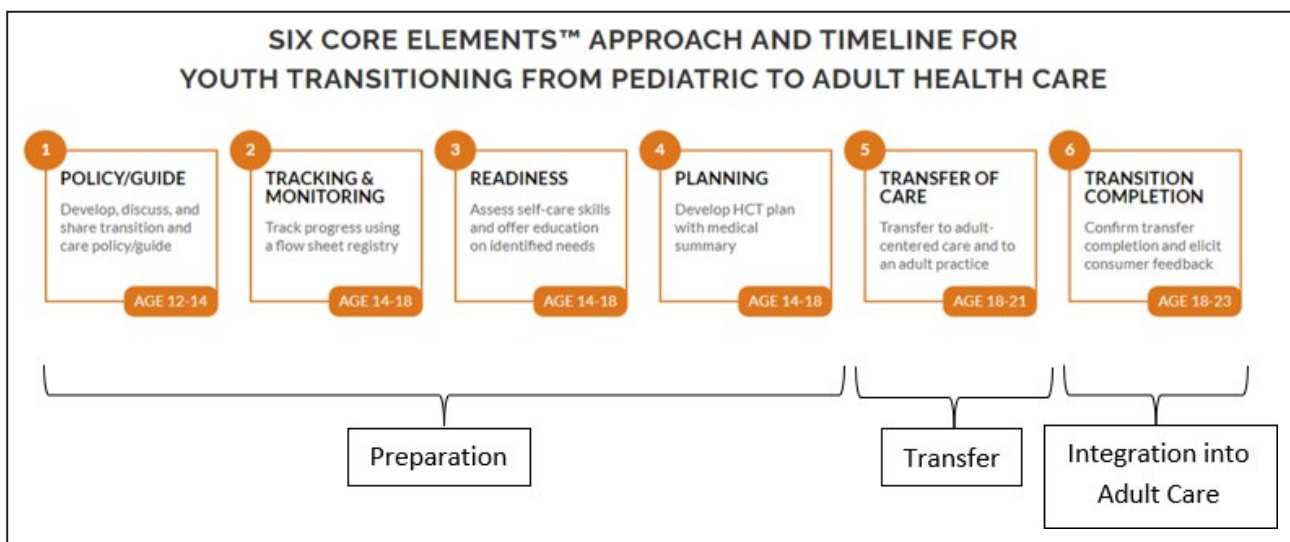 SIX CORE ELEMENTS™ APPROACH AND TIMELINE FOR
YOUTH TRANSITIONING FROM PEDIATRIC TO ADULT HEALTH CARE
1
POLICY/GUIDE
Develop, discuss, and
share transition and
care policy/guide
AGE 12-14
2
TRACKING &
MONITORING
Track progress using
a flow sheet registry
AGE 14-18
3
READINESS
Assess self-care skills
and offer education
on identified needs
AGE 14-18
4
PLANNING
Develop HCT plan
with medical
summary
AGE 14-18
5
TRANSFER OF
CARE
Transfer to adult-
centered care and to
an adult practice
AGE 18-21
6
TRANSITION
COMPLETION
Confirm transfer
completion and elicit
consumer feedback
AGE 18-23
Preparation
Transfer
Integration into
Adult Care